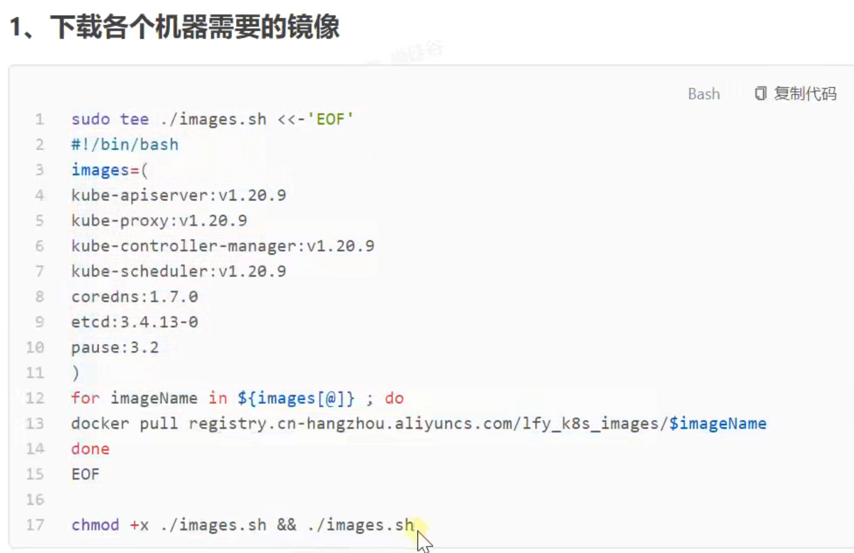 1、下载各个机器需要的镜像
Bash 复制代码
1 sudo tee ./images.sh <<-'EOF'
2 #!/bin/bash
3 images=(
4 kube-apiserver:v1.20.9
5 kube-proxy:v1.20.9
6 kube-controller-manager:v1.20.9
7 kube-scheduler:v1.20.9
8 coredns:1.7.0
9 etcd:3.4.13-0
10 pause:3.2
11 )
12 for imageName in ${images[@]} ; do
13 docker pull registry.cn-hangzhou.aliyuncs.com/lfy_k8s_images/$imageName
14 done
15 EOF
16
17 chmod +x ./images.sh && ./images.sh